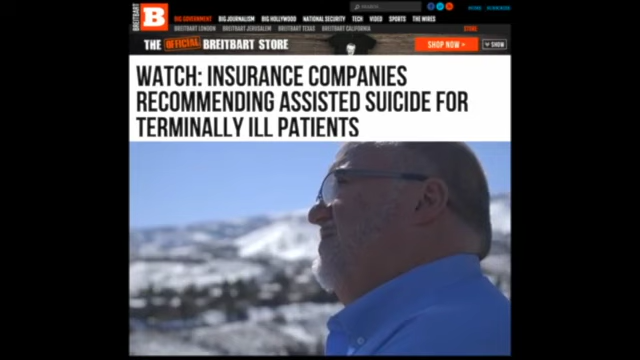 BREITBART
B
SEARCH
BIG GOVERNMENT BIG JOURNALISM BIG HOLLYWOOD NATIONAL SECURITY TECH VIDEO SPORTS THE WIRES
BREITBART LONDON BREITBART JERUSALEM BREITBART TEXAS BREITBART CALIFORNIA STORE
THE OFFICIAL BREITBART STORE SHOP NOW SHOW
WATCH: INSURANCE COMPANIES
RECOMMENDING ASSISTED SUICIDE FOR
TERMINALLY ILL PATIENTS